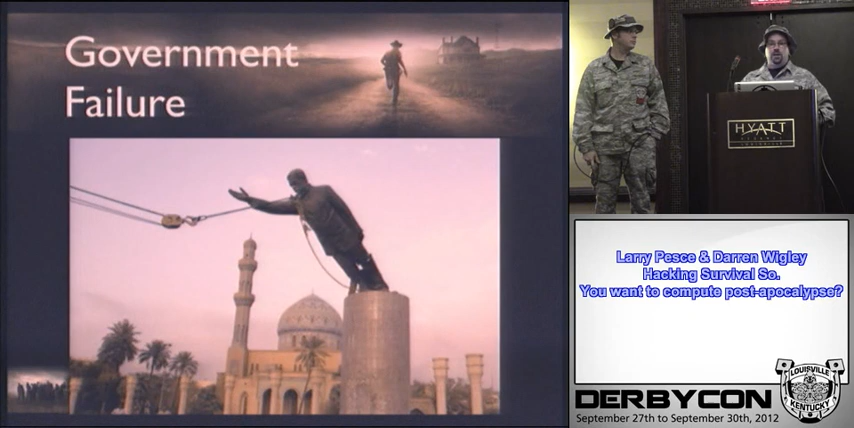 Government
Failure
HYATT
Larry Pesce & Darren Wigley
Hacking Survival So.
You want to compute post-apocalypse?
DERBYCON
September 27th to September 30th, 2012
LOUISVILLE
KENTUCKY